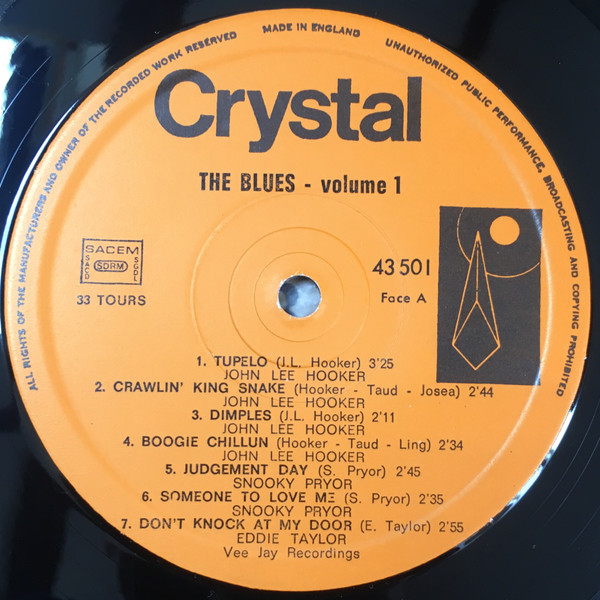 ALL RIGHTS OF THE MANUFACTURERS AND OWNER OF THE RECORDED WORK RESERVED
MADE IN ENGLAND
UNAUTHORIZED PUBLIC PERFORMANCE, BROADCASTING AND COPYING PROHIBITED
Crystal
THE BLUES - volume 1
SACEM
SACD
SDRM
SGDL
33 TOURS
43 501
Face A
1. TUPELO (J.L. Hooker) 3'25
JOHN LEE HOOKER
2. CRAWLIN' KING SNAKE (Hooker - Taud - Josea) 2'44
JOHN LEE HOOKER
3. DIMPLES (J.L. Hooker) 2'11
JOHN LEE HOOKER
4. BOOGIE CHILLUN (Hooker - Taud - Ling) 2'34
JOHN LEE HOOKER
5. JUDGEMENT DAY (S. Pryor) 2'45
SNOOKY PRYOR
6. SOMEONE TO LOVE ME (S. Pryor) 2'35
SNOOKY PRYOR
7. DON'T KNOCK AT MY DOOR (E. Taylor) 2'55
EDDIE TAYLOR
Vee Jay Recordings